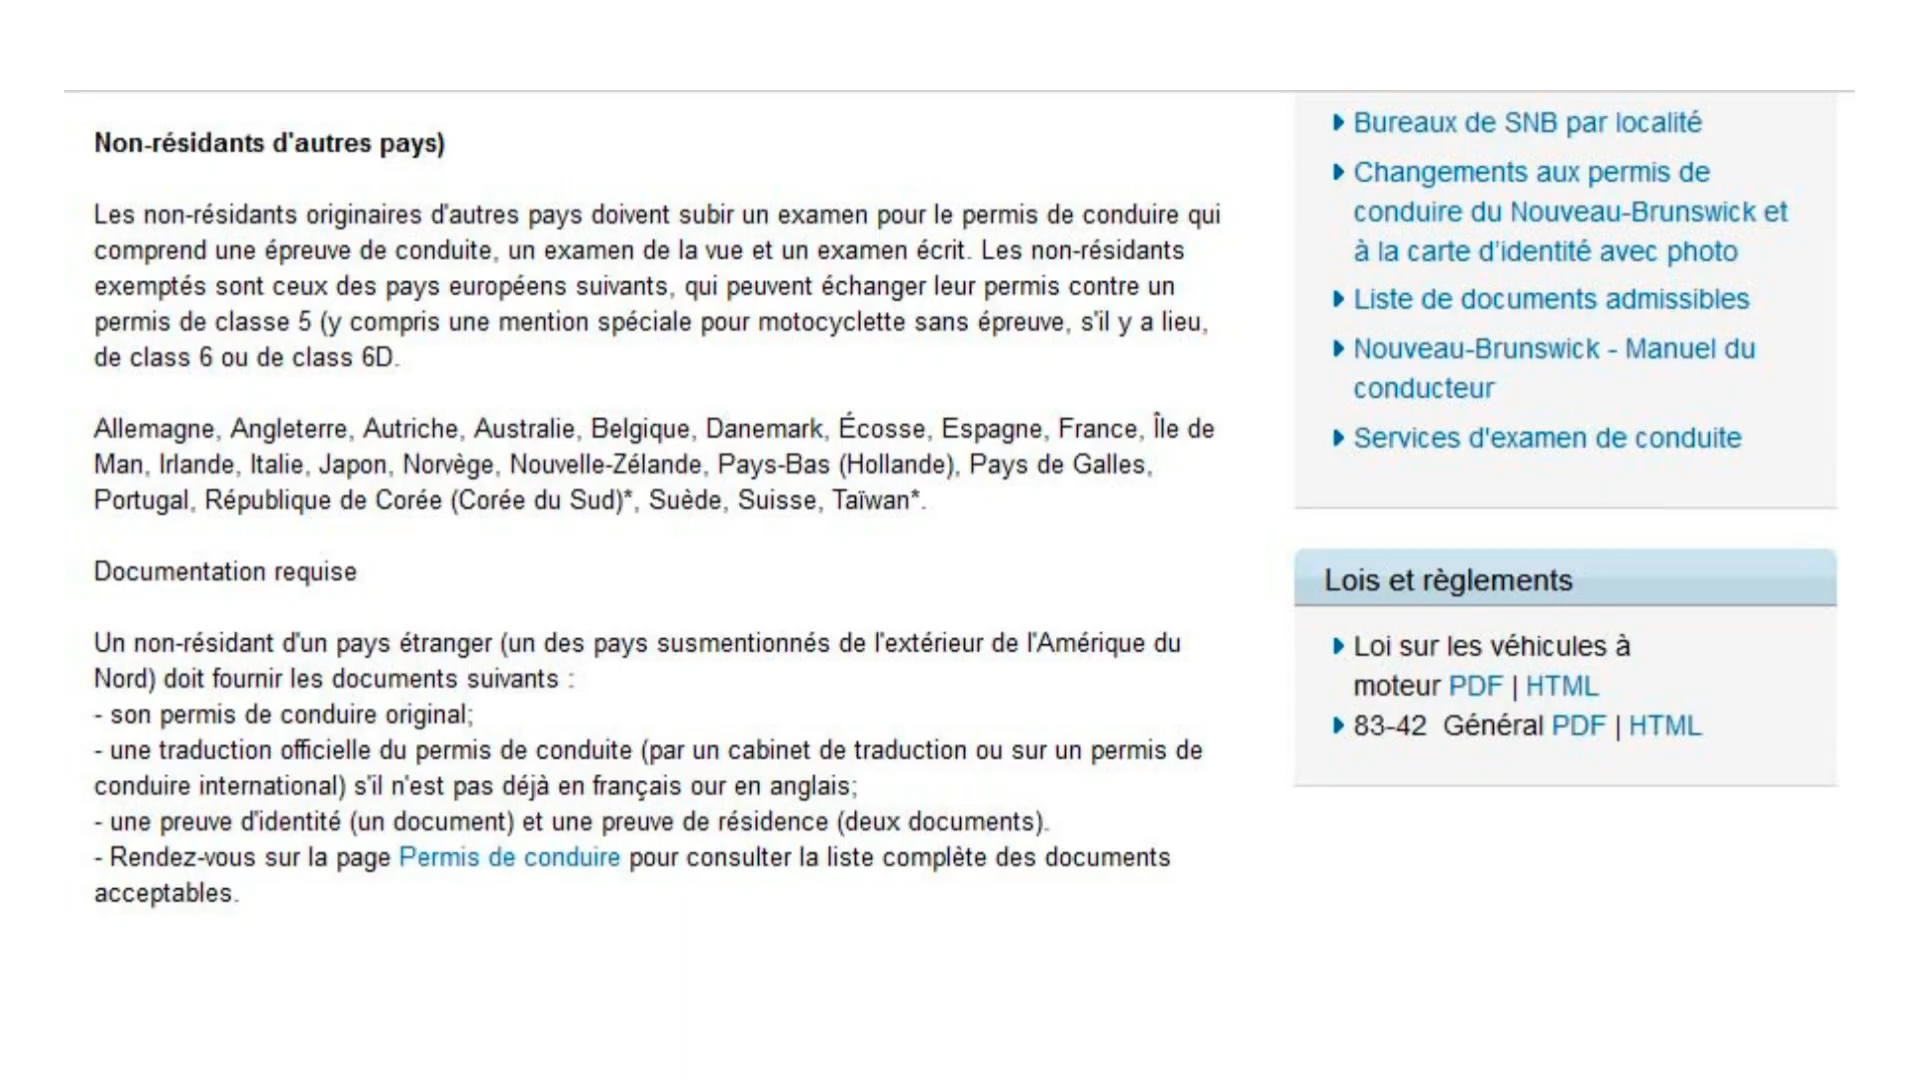 Non-résidants d'autres pays)
Les non-résidants originaires d'autres pays doivent subir un examen pour le permis de conduire qui
comprend une épreuve de conduite, un examen de la vue et un examen écrit. Les non-résidants
exemptés sont ceux des pays européens suivants, qui peuvent échanger leur permis contre un
permis de classe 5 (y compris une mention spéciale pour motocyclette sans épreuve, s'il y a lieu,
de class 6 ou de class 6D.
Allemagne, Angleterre, Autriche, Australie, Belgique, Danemark, Écosse, Espagne, France, Île de
Man, Irlande, Italie, Japon, Norvège, Nouvelle-Zélande, Pays-Bas (Hollande), Pays de Galles,
Portugal, République de Corée (Corée du Sud)*, Suède, Suisse, Taïwan*.
Documentation requise
Un non-résidant d'un pays étranger (un des pays susmentionnés de l'extérieur de l'Amérique du
Nord) doit fournir les documents suivants :
- son permis de conduire original;
- une traduction officielle du permis de conduite (par un cabinet de traduction ou sur un permis de
conduire international) s'il n'est pas déjà en français our en anglais;
- une preuve d'identité (un document) et une preuve de résidence (deux documents).
- Rendez-vous sur la page Permis de conduire pour consulter la liste complète des documents
acceptables.
Bureaux de SNB par localité
Changements aux permis de
conduire du Nouveau-Brunswick et
à la carte d'identité avec photo
Liste de documents admissibles
Nouveau-Brunswick - Manuel du
conducteur
Services d'examen de conduite
Lois et règlements
Loi sur les véhicules à
moteur PDF | HTML
83-42 Général PDF | HTML